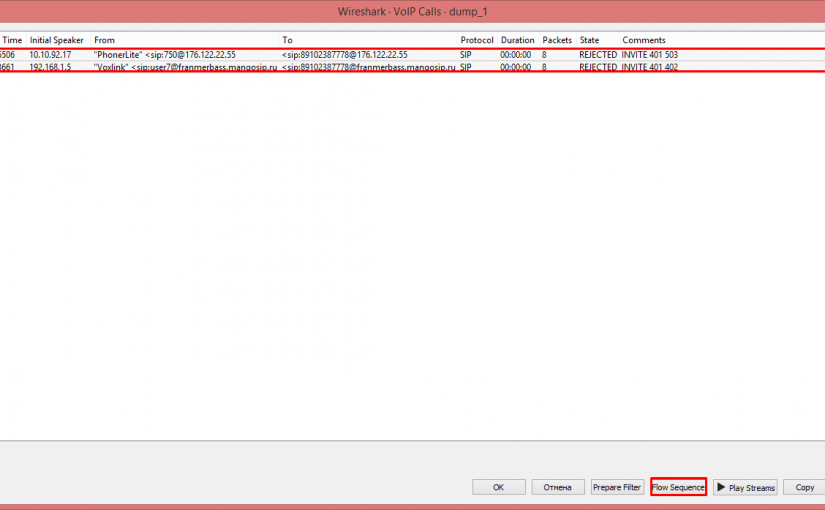 Wireshark · VoIP Calls · dump_1
Time Initial Speaker From To Protocol Duration Packets State Comments
5506 10.10.92.17 "PhonerLite" <sip:750@176.122.22.55 <sip:89102387778@176.122.22.55 SIP 00:00:00 8 REJECTED INVITE 401 503
192.168.1.5 "Voxlink" <sip:user7@franmerbass.mangosip.ru <sip:89102387778@franmerbass.mangosip.ru SIP 00:00:00 8 REJECTED INVITE 401 402
OK Отмена Prepare Filter Flow Sequence Play Streams Copy